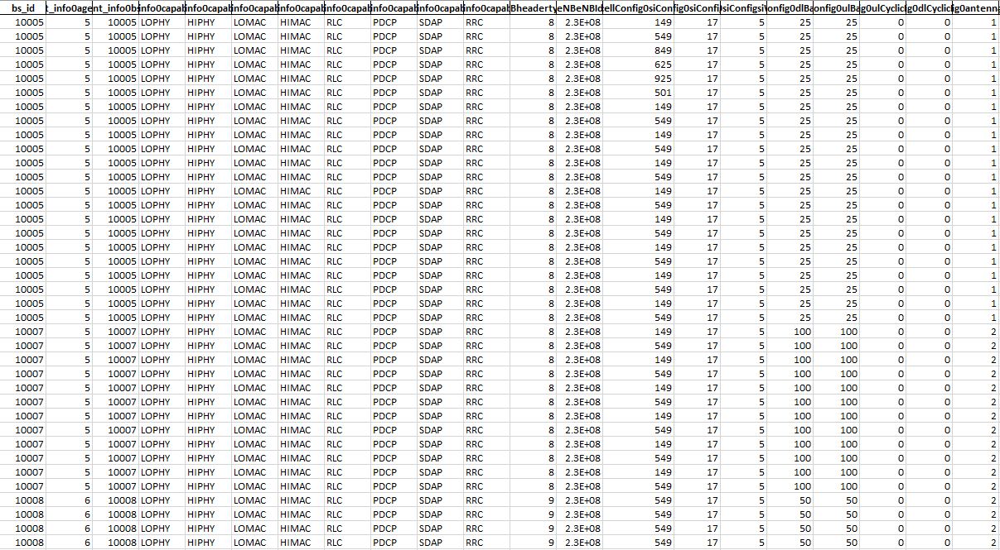 bs_id t_info0age nt_info0bs info0capab info0capab info0capab info0capab info0capab info0capab info0capab info0capab Bheaderty eNBeNBId ellConfig0siConf fig0siConfig siConfigsi onfig0dlBa onfig0ulBa g0ulCyclic g0dlCyclic ig0antenna
10005 5 10005 LOPHY HIPHY LOMAC HIMAC RLC PDCP SDAP RRC 8 2.3E+08 149 17 5 25 25 0 0 1
10005 5 10005 LOPHY HIPHY LOMAC HIMAC RLC PDCP SDAP RRC 8 2.3E+08 549 17 5 25 25 0 0 1
10005 5 10005 LOPHY HIPHY LOMAC HIMAC RLC PDCP SDAP RRC 8 2.3E+08 849 17 5 25 25 0 0 1
10005 5 10005 LOPHY HIPHY LOMAC HIMAC RLC PDCP SDAP RRC 8 2.3E+08 625 17 5 25 25 0 0 1
10005 5 10005 LOPHY HIPHY LOMAC HIMAC RLC PDCP SDAP RRC 8 2.3E+08 925 17 5 25 25 0 0 1
10005 5 10005 LOPHY HIPHY LOMAC HIMAC RLC PDCP SDAP RRC 8 2.3E+08 501 17 5 25 25 0 0 1
10005 5 10005 LOPHY HIPHY LOMAC HIMAC RLC PDCP SDAP RRC 8 2.3E+08 149 17 5 25 25 0 0 1
10005 5 10005 LOPHY HIPHY LOMAC HIMAC RLC PDCP SDAP RRC 8 2.3E+08 549 17 5 25 25 0 0 1
10005 5 10005 LOPHY HIPHY LOMAC HIMAC RLC PDCP SDAP RRC 8 2.3E+08 149 17 5 25 25 0 0 1
10005 5 10005 LOPHY HIPHY LOMAC HIMAC RLC PDCP SDAP RRC 8 2.3E+08 549 17 5 25 25 0 0 1
10005 5 10005 LOPHY HIPHY LOMAC HIMAC RLC PDCP SDAP RRC 8 2.3E+08 149 17 5 25 25 0 0 1
10005 5 10005 LOPHY HIPHY LOMAC HIMAC RLC PDCP SDAP RRC 8 2.3E+08 549 17 5 25 25 0 0 1
10005 5 10005 LOPHY HIPHY LOMAC HIMAC RLC PDCP SDAP RRC 8 2.3E+08 149 17 5 25 25 0 0 1
10005 5 10005 LOPHY HIPHY LOMAC HIMAC RLC PDCP SDAP RRC 8 2.3E+08 549 17 5 25 25 0 0 1
10005 5 10005 LOPHY HIPHY LOMAC HIMAC RLC PDCP SDAP RRC 8 2.3E+08 149 17 5 25 25 0 0 1
10005 5 10005 LOPHY HIPHY LOMAC HIMAC RLC PDCP SDAP RRC 8 2.3E+08 549 17 5 25 25 0 0 1
10005 5 10005 LOPHY HIPHY LOMAC HIMAC RLC PDCP SDAP RRC 8 2.3E+08 149 17 5 25 25 0 0 1
10005 5 10005 LOPHY HIPHY LOMAC HIMAC RLC PDCP SDAP RRC 8 2.3E+08 549 17 5 25 25 0 0 1
10005 5 10005 LOPHY HIPHY LOMAC HIMAC RLC PDCP SDAP RRC 8 2.3E+08 149 17 5 25 25 0 0 1
10005 5 10005 LOPHY HIPHY LOMAC HIMAC RLC PDCP SDAP RRC 8 2.3E+08 549 17 5 25 25 0 0 1
10005 5 10005 LOPHY HIPHY LOMAC HIMAC RLC PDCP SDAP RRC 8 2.3E+08 149 17 5 25 25 0 0 1
10005 5 10005 LOPHY HIPHY LOMAC HIMAC RLC PDCP SDAP RRC 8 2.3E+08 549 17 5 25 25 0 0 1
10007 5 10007 LOPHY HIPHY LOMAC HIMAC RLC PDCP SDAP RRC 8 2.3E+08 149 17 5 100 100 0 0 2
10007 5 10007 LOPHY HIPHY LOMAC HIMAC RLC PDCP SDAP RRC 8 2.3E+08 549 17 5 100 100 0 0 2
10007 5 10007 LOPHY HIPHY LOMAC HIMAC RLC PDCP SDAP RRC 8 2.3E+08 149 17 5 100 100 0 0 2
10007 5 10007 LOPHY HIPHY LOMAC HIMAC RLC PDCP SDAP RRC 8 2.3E+08 549 17 5 100 100 0 0 2
10007 5 10007 LOPHY HIPHY LOMAC HIMAC RLC PDCP SDAP RRC 8 2.3E+08 149 17 5 100 100 0 0 2
10007 5 10007 LOPHY HIPHY LOMAC HIMAC RLC PDCP SDAP RRC 8 2.3E+08 549 17 5 100 100 0 0 2
10007 5 10007 LOPHY HIPHY LOMAC HIMAC RLC PDCP SDAP RRC 8 2.3E+08 149 17 5 100 100 0 0 2
10007 5 10007 LOPHY HIPHY LOMAC HIMAC RLC PDCP SDAP RRC 8 2.3E+08 549 17 5 100 100 0 0 2
10007 5 10007 LOPHY HIPHY LOMAC HIMAC RLC PDCP SDAP RRC 8 2.3E+08 149 17 5 100 100 0 0 2
10007 5 10007 LOPHY HIPHY LOMAC HIMAC RLC PDCP SDAP RRC 8 2.3E+08 549 17 5 100 100 0 0 2
10007 5 10007 LOPHY HIPHY LOMAC HIMAC RLC PDCP SDAP RRC 8 2.3E+08 149 17 5 100 100 0 0 2
10007 5 10007 LOPHY HIPHY LOMAC HIMAC RLC PDCP SDAP RRC 8 2.3E+08 549 17 5 100 100 0 0 2
10008 6 10008 LOPHY HIPHY LOMAC HIMAC RLC PDCP SDAP RRC 9 2.3E+08 549 17 5 50 50 0 0 2
10008 6 10008 LOPHY HIPHY LOMAC HIMAC RLC PDCP SDAP RRC 9 2.3E+08 549 17 5 50 50 0 0 2
10008 6 10008 LOPHY HIPHY LOMAC HIMAC RLC PDCP SDAP RRC 9 2.3E+08 549 17 5 50 50 0 0 2
10008 6 10008 LOPHY HIPHY LOMAC HIMAC RLC PDCP SDAP RRC 9 2.3E+08 549 17 5 50 50 0 0 2